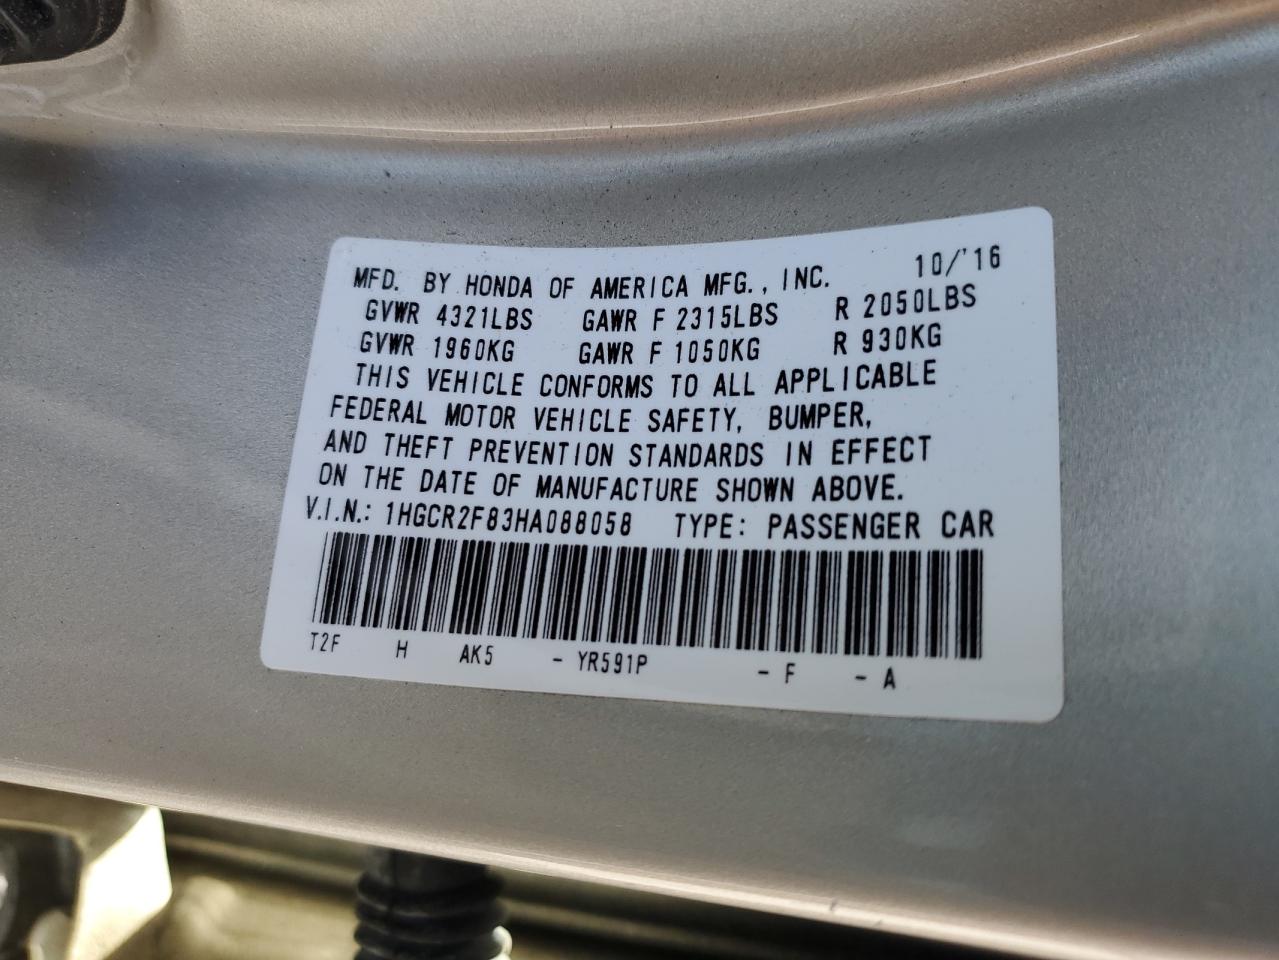 MFD. BY HONDA OF AMERICA MFG., INC. 10/'16
GVWR 4321LBS GAWR F 2315LBS R 2050LBS
GVWR 1960KG GAWR F 1050KG R 930KG
THIS VEHICLE CONFORMS TO ALL APPLICABLE
FEDERAL MOTOR VEHICLE SAFETY, BUMPER,
AND THEFT PREVENTION STANDARDS IN EFFECT
ON THE DATE OF MANUFACTURE SHOWN ABOVE.
V.I.N.: 1HGCR2F83HA088058 TYPE: PASSENGER CAR
T2F H AK5 - YR591P - F - A